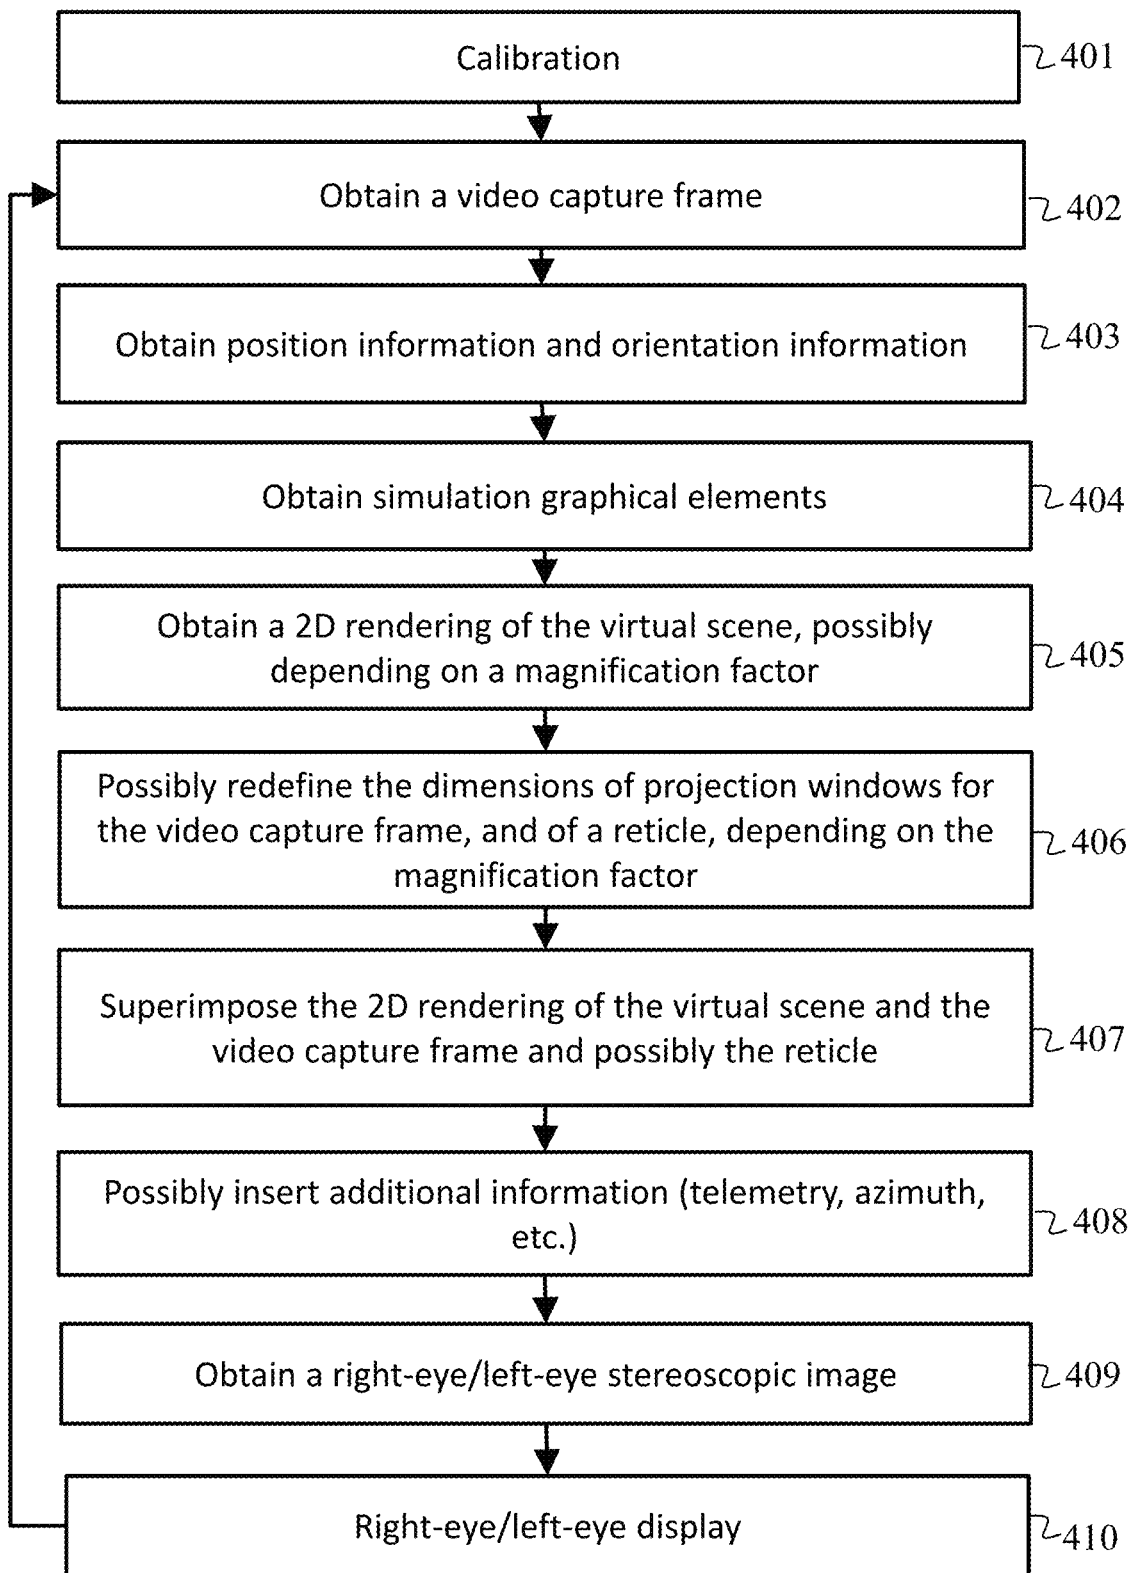 Calibration
401
Obtain a video capture frame
402
Obtain position information and orientation information
403
Obtain simulation graphical elements
404
Obtain a 2D rendering of the virtual scene, possibly
depending on a magnification factor
405
Possibly redefine the dimensions of projection windows for
the video capture frame, and of a reticle, depending on the
magnification factor
406
Superimpose the 2D rendering of the virtual scene and the
video capture frame and possibly the reticle
407
Possibly insert additional information (telemetry, azimuth,
etc.)
408
Obtain a right-eye/left-eye stereoscopic image
409
Right-eye/left-eye display
410